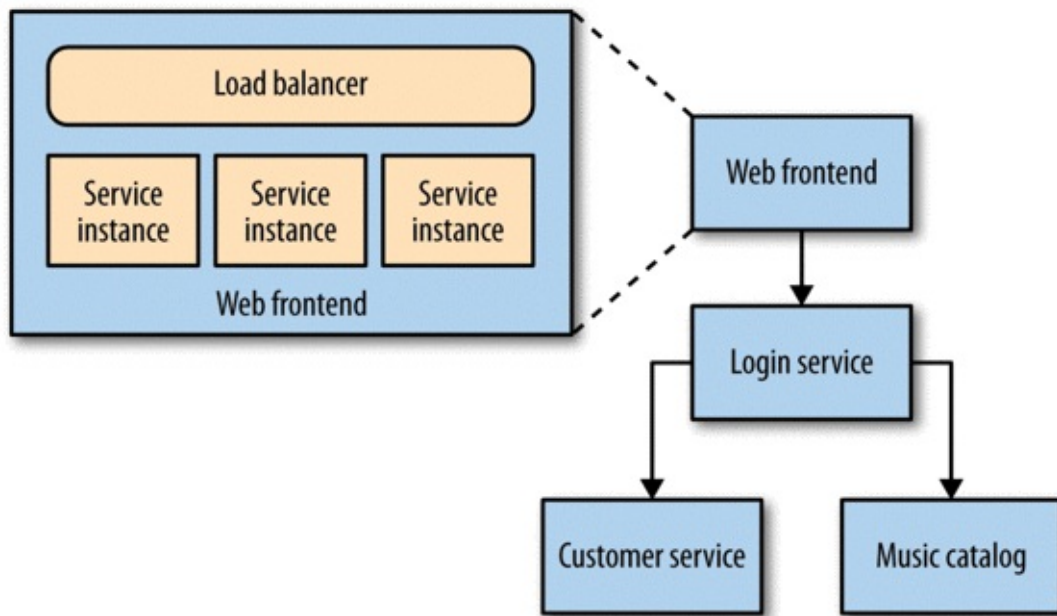 Load balancer
Service
instance
Service
instance
Service
instance
Web frontend
Web frontend
Login service
Customer service
Music catalog